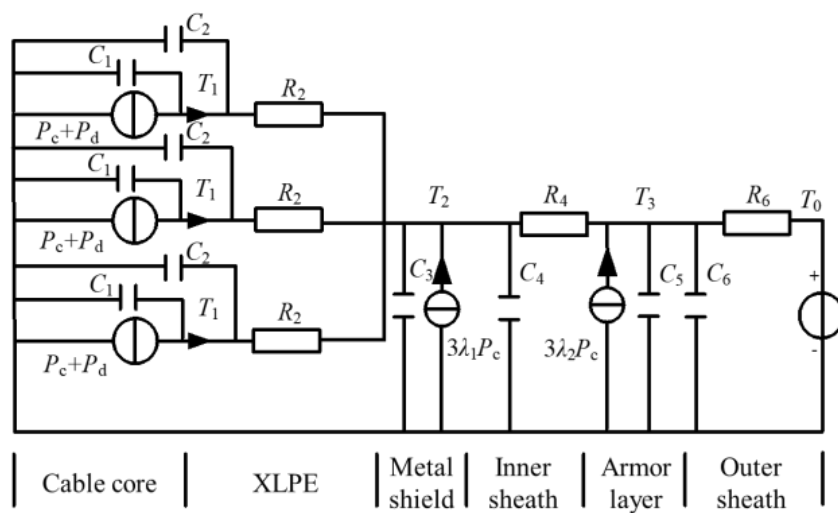 C2
C1
T1
R2
Pc+Pd
C2
C1
T1
R2
Pc+Pd
C2
C1
T1
R2
Pc+Pd
T2
R4
T3
R6
T0
C3
C4
C5
C6
+
-
3λ1Pc
3λ2Pc
Cable core
XLPE
Metal
shield
Inner
sheath
Armor
layer
Outer
sheath